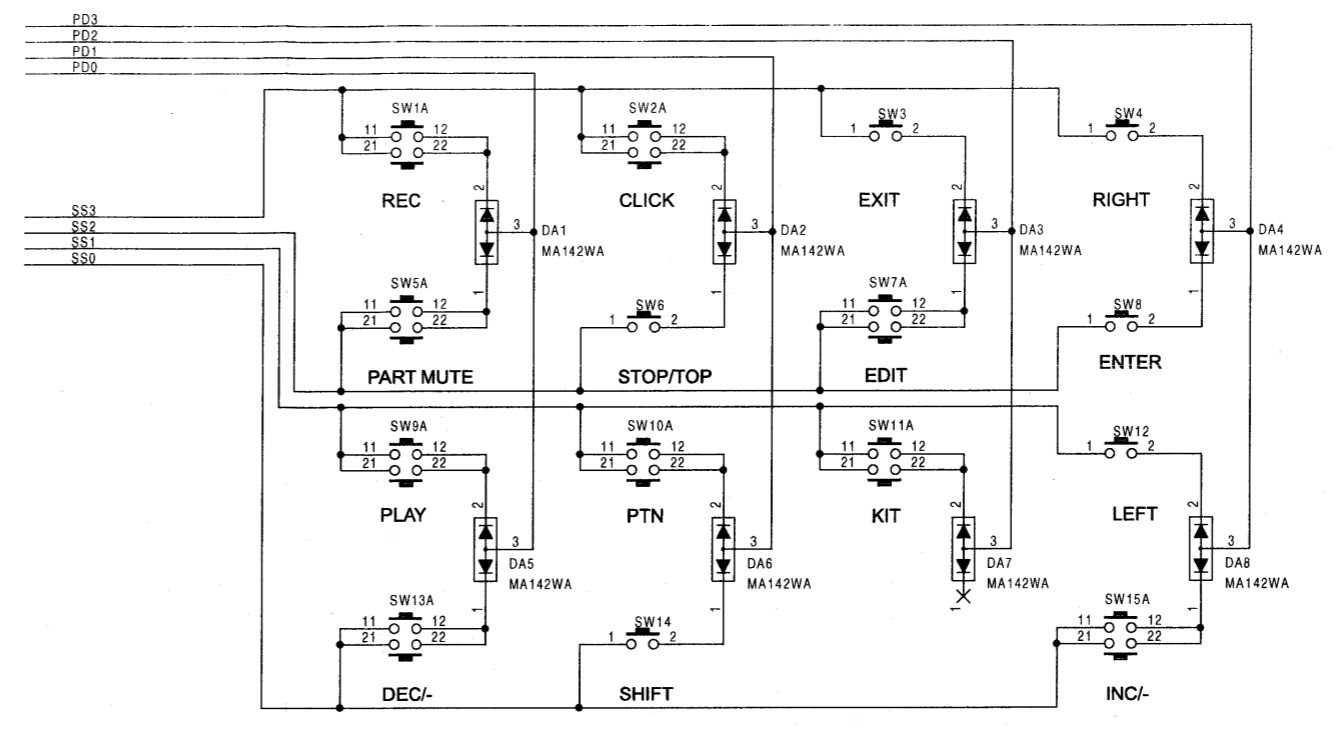 PD3
PD2
PD1
PD0
SW1A SW2A SW3 SW4
11 12 11 12 1 2 1 2
21 22 21 22
2 2 2 2
REC CLICK EXIT RIGHT
SS3
SS2
SS1
SS0
3 DA1 3 DA2 3 DA3 3 DA4
MA142WA MA142WA MA142WA MA142WA
1 1 1 1
SW5A SW6 SW7A SW8
11 12 1 2 11 12 1 2
21 22 21 22
PART MUTE STOP/TOP EDIT ENTER
SW9A SW10A SW11A SW12
11 12 11 12 11 12 1 2
21 22 21 22 21 22
2 2 2 2
PLAY PTN KIT LEFT
3 3 3 3
DA5 DA6 DA7 DA8
MA142WA MA142WA MA142WA MA142WA
1 1 1 1
SW13A SW14 SW15A
11 12 1 2 11 12
21 22 21 22
DEC/- SHIFT INC/-